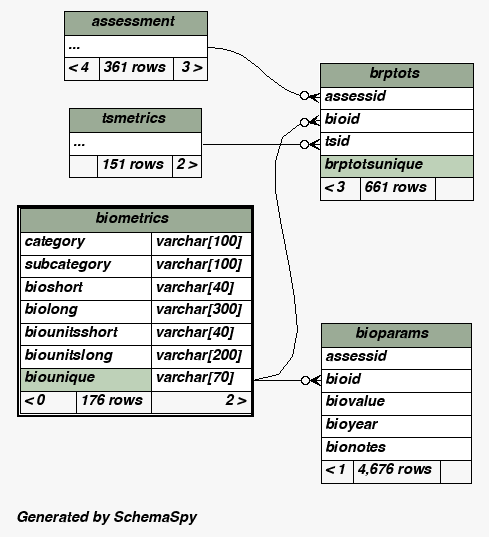 assessment
...
< 4 361 rows 3 >
tsmetrics
...
151 rows 2 >
brptots
assessid
bioid
tsid
brptotsunique
< 3 661 rows
biometrics
category varchar[100]
subcategory varchar[100]
bioshort varchar[40]
biolong varchar[300]
biounitsshort varchar[40]
biounitslong varchar[200]
biounique varchar[70]
< 0 176 rows 2 >
bioparams
assessid
bioid
biovalue
bioyear
bionotes
< 1 4,676 rows
Generated by SchemaSpy